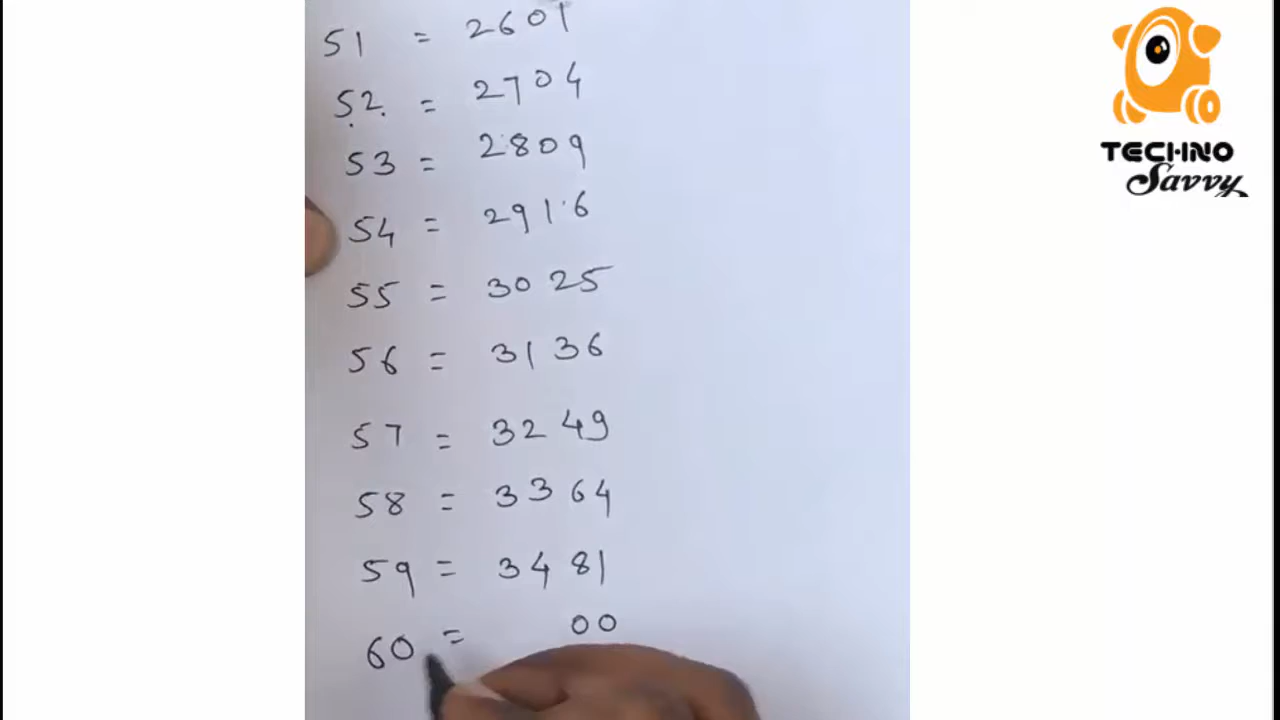 51 = 2601
52 = 2704
53 = 2809
54 = 2916
55 = 3025
56 = 3136
57 = 3249
58 = 3364
59 = 3481
60 = 00
TECHNO
Savvy